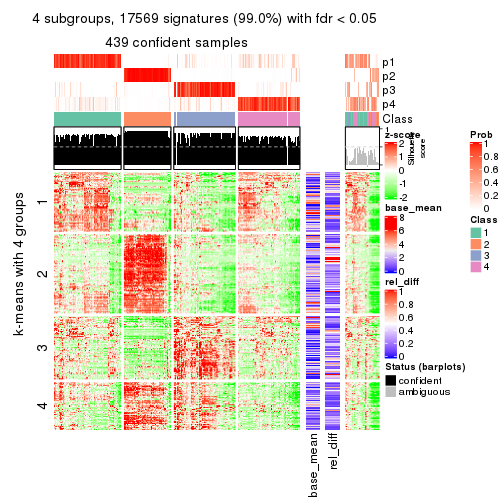 4 subgroups, 17569 signatures (99.0%) with fdr < 0.05
439 confident samples
p1
p2
p3
p4
Class
1
Silhouette
score
k-means with 4 groups
1
2
3
4
base_mean
rel_diff
z-score
2
1
0
-1
-2
base_mean
8
6
4
2
0
rel_diff
1
0.8
0.6
0.4
0.2
0
Status (barplots)
confident
ambiguous
Prob
1
0.8
0.6
0.4
0.2
0
Class
1
2
3
4